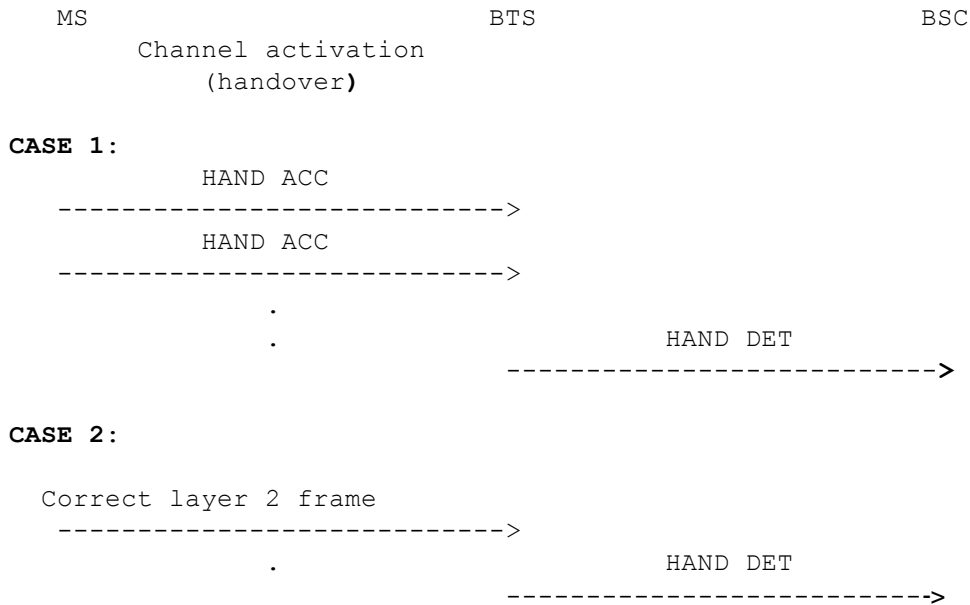 MS BTS BSC
Channel activation
(handover)
CASE 1:
HAND ACC
---------------------------->
HAND ACC
---------------------------->
.
. HAND DET
--------------------------->
CASE 2:
Correct layer 2 frame
---------------------------->
. HAND DET
--------------------------->